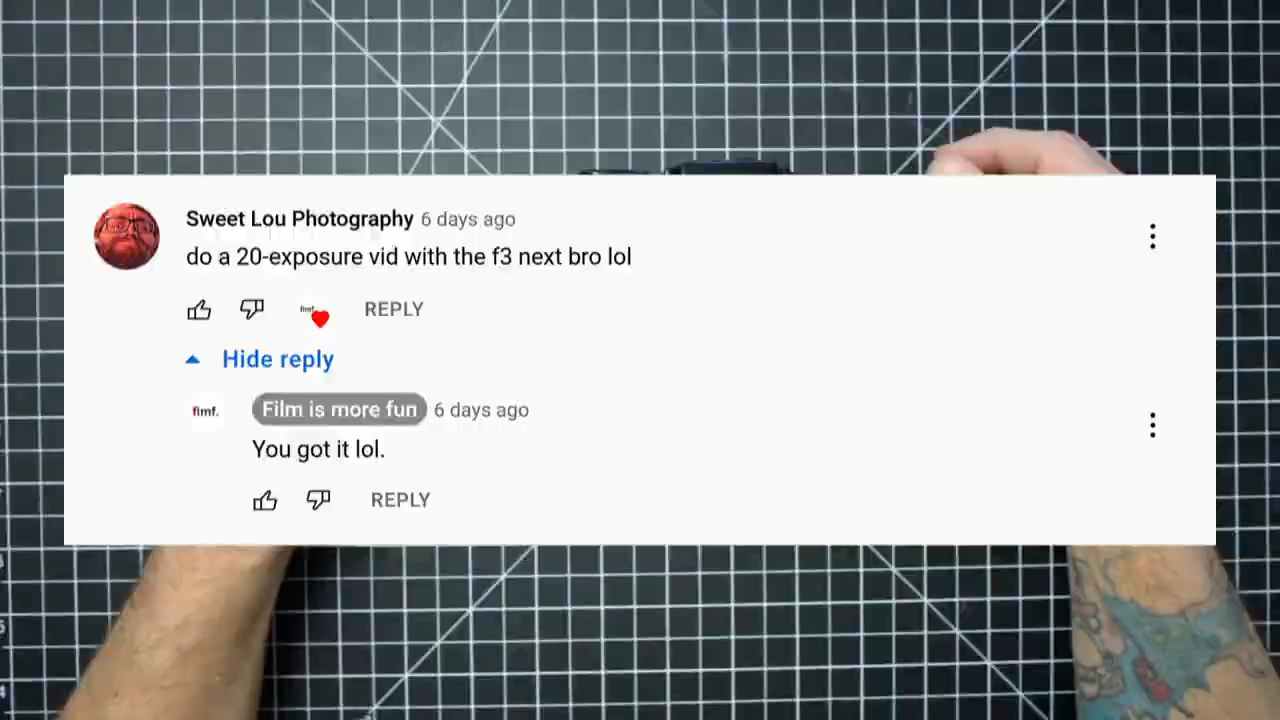 Sweet Lou Photography 6 days ago
do a 20-exposure vid with the f3 next bro lol
REPLY
Hide reply
fimf.
Film is more fun 6 days ago
You got it lol.
REPLY